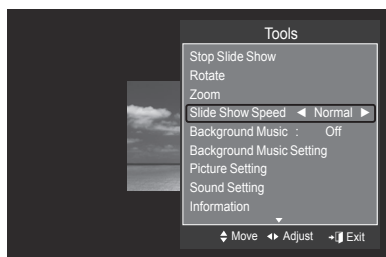 Tools
Stop Slide Show
Rotate
Zoom
Slide Show Speed ◄ Normal ►
Background Music : Off
Background Music Setting
Picture Setting
Sound Setting
Information
Move Adjust Exit